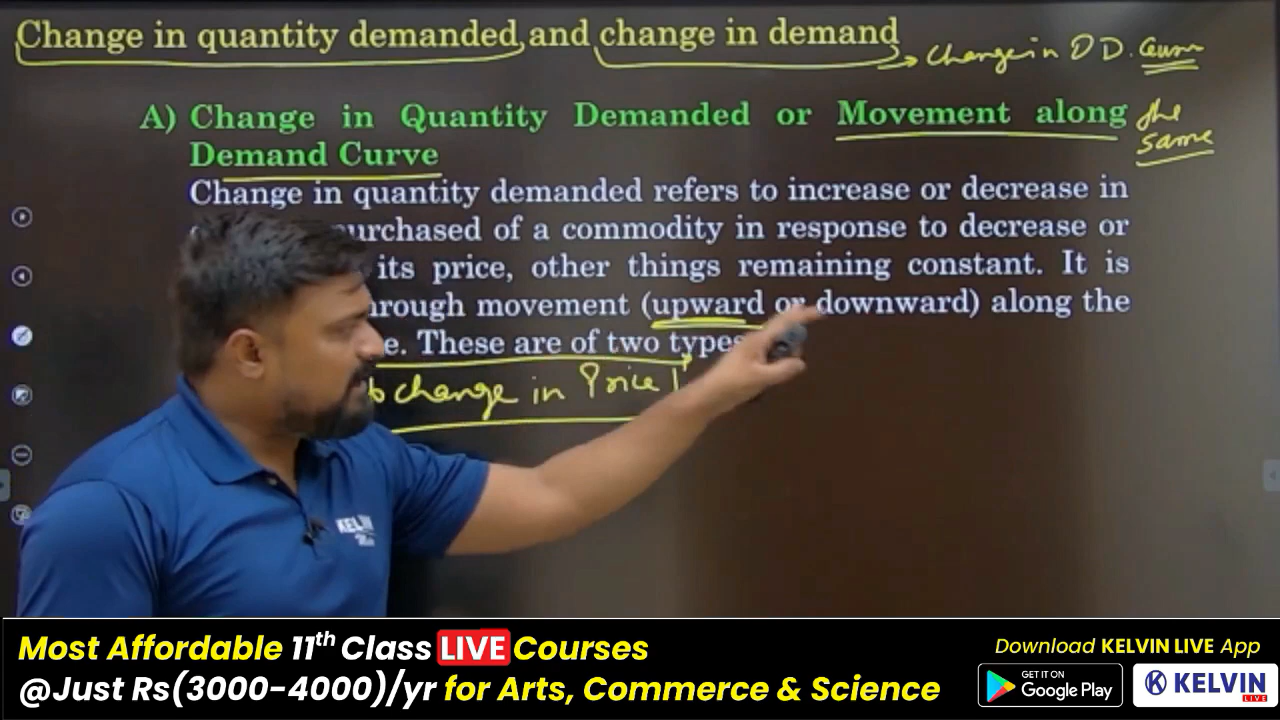 Change in quantity demanded and change in demand → Change in DD. Curve
A) Change in Quantity Demanded or Movement along the same
Demand Curve
Change in quantity demanded refers to increase or decrease in
urchased of a commodity in response to decrease or
its price, other things remaining constant. It is
hrough movement (upward or downward) along the
e. These are of two types
change in Price
KELVIN
Most Affordable 11th Class LIVE Courses
@Just Rs(3000-4000)/yr for Arts, Commerce & Science
Download KELVIN LIVE App
GET IT ON
Google Play
KELVIN
LIVE